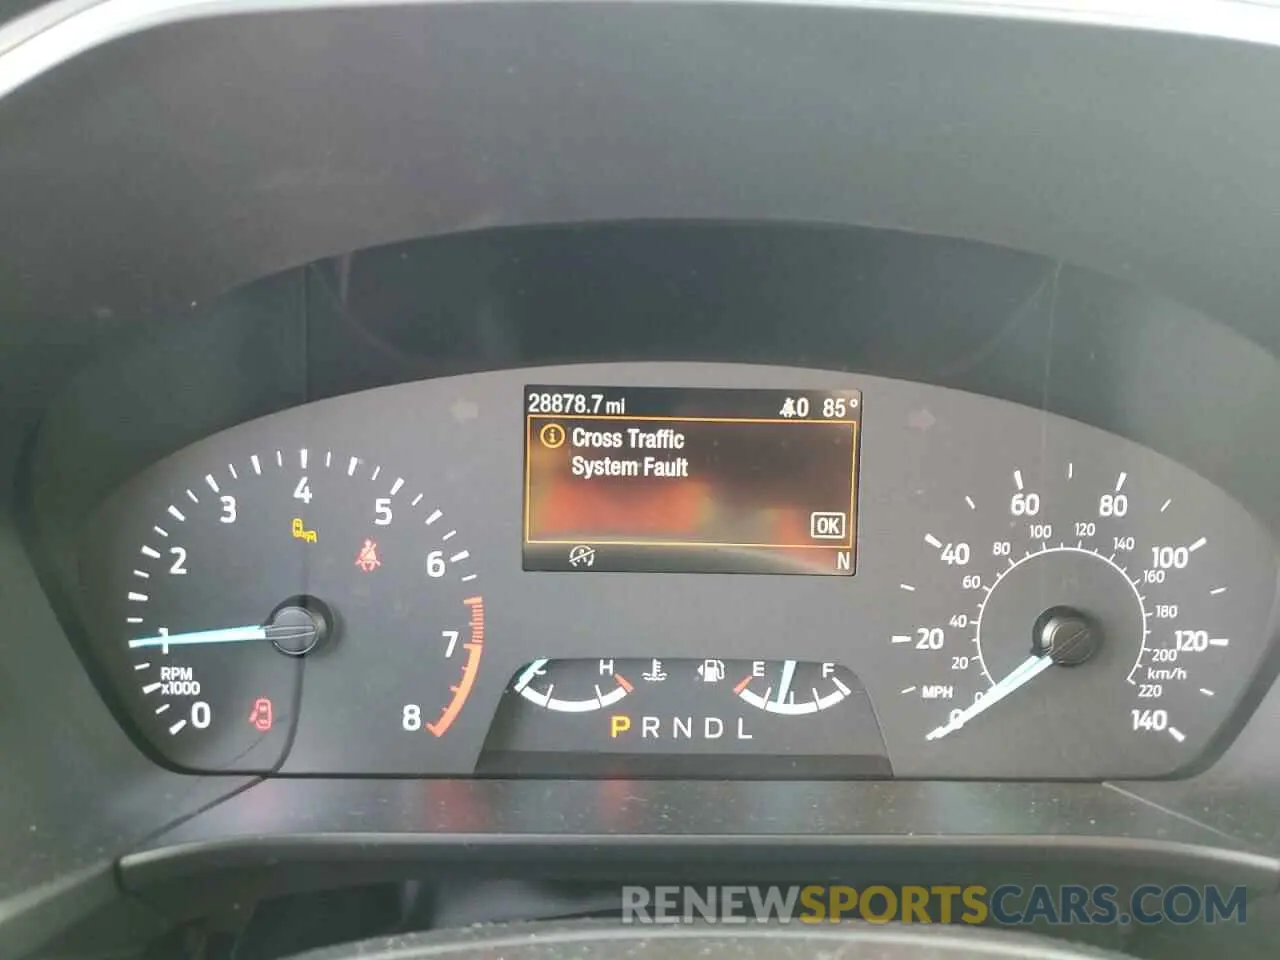 28878.7 mi 0 85°
i Cross Traffic
System Fault
OK
N
0 1 2 3 4 5 6 7 8
RPM
x1000
C H E F
P R N D L
0 20 40 60 80 100 120 140
MPH
0 20 40 60 80 100 120 140 160 180 200 220
km/h
RENEWSPORTSCARS.COM